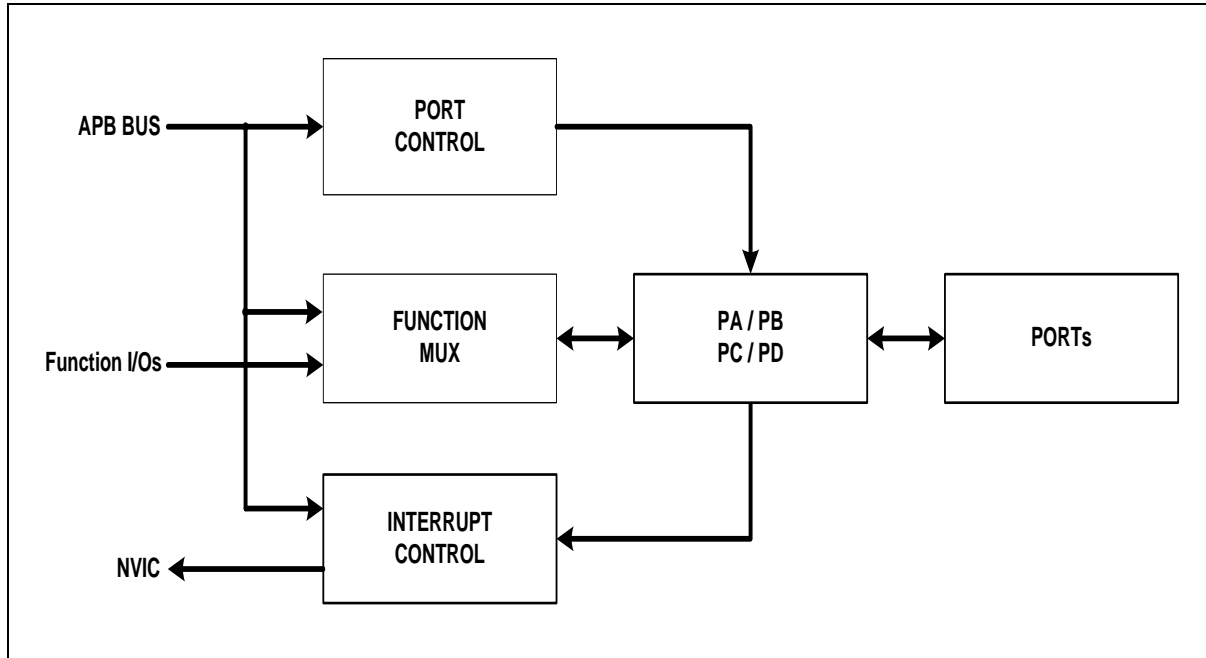 APB BUS
PORT
CONTROL
Function I/Os
FUNCTION
MUX
PA / PB
PC / PD
PORTs
NVIC
INTERRUPT
CONTROL